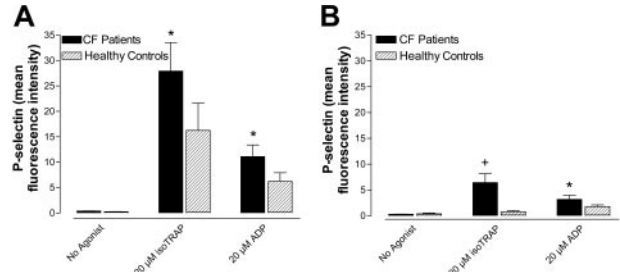 A
P-selectin (mean
fluorescence intensity)
35
30
25
20
15
10
5
0
CF Patients
Healthy Controls
*
*
No Agonist
20 µM isoTRAP
20 µM ADP
B
P-selectin (mean
fluorescence intensity)
35
30
25
20
15
10
5
0
CF Patients
Healthy Controls
+
*
No Agonist
20 µM isoTRAP
20 µM ADP